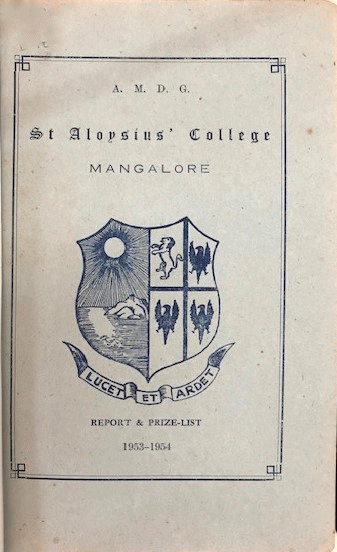 A. M. D. G.
St Aloysius' College
MANGALORE
LUCET ET ARDET
REPORT & PRIZE-LIST
1953-1954